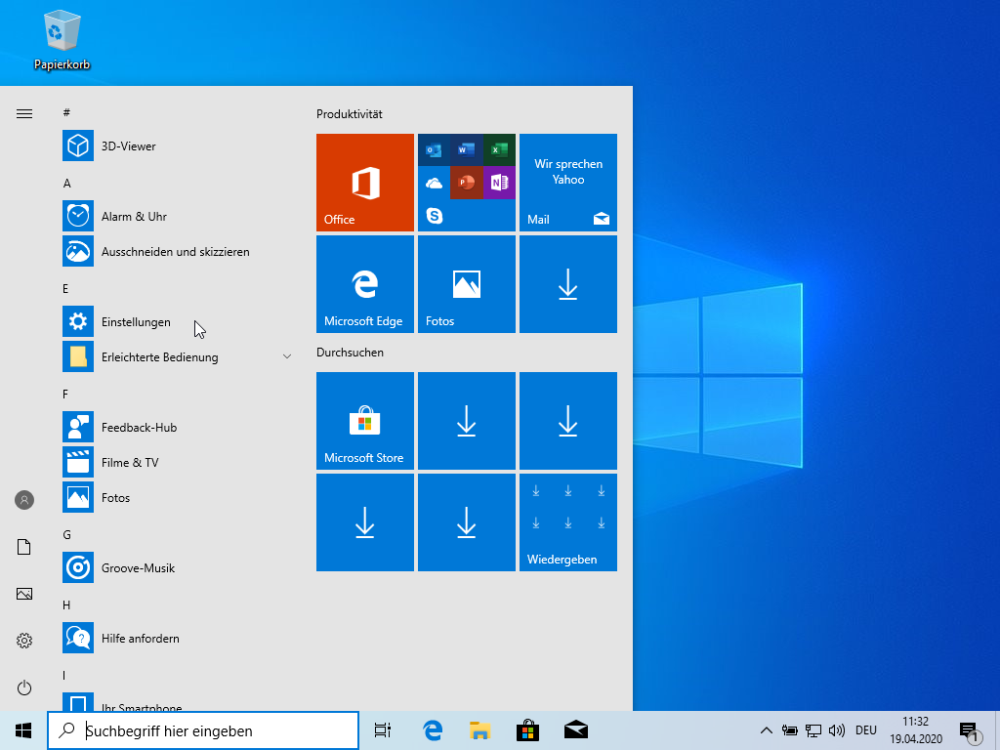 Papierkorb
#
3D-Viewer
A
Alarm & Uhr
Ausschneiden und skizzieren
E
Einstellungen
Erleichterte Bedienung
F
Feedback-Hub
Filme & TV
Fotos
G
Groove-Musik
H
Hilfe anfordern
I
Ihr Smartphone
Produktivität
Office
Wir sprechen
Yahoo
Mail
Microsoft Edge
Fotos
Durchsuchen
Microsoft Store
Wiedergeben
Suchbegriff hier eingeben
DEU
11:32
19.04.2020
1